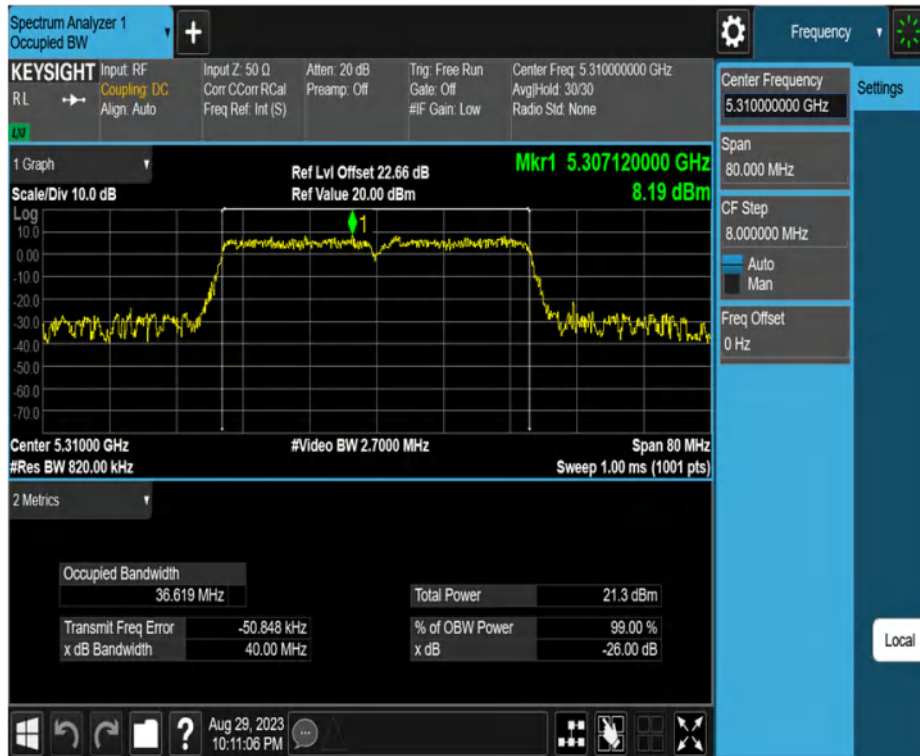 Spectrum Analyzer 1
Occupied BW
+
Frequency
KEYSIGHT
RL
LNI
Input: RF
Coupling: DC
Align: Auto
Input Z: 50 Ω
Corr CCorr RCal
Freq Ref: Int (S)
Atten: 20 dB
Preamp: Off
Trig: Free Run
Gate: Off
#IF Gain: Low
Center Freq: 5.310000000 GHz
Avg|Hold: 30/30
Radio Std: None
Center Frequency
5.310000000 GHz
Settings
Span
80.000 MHz
CF Step
8.000000 MHz
Auto
Man
Freq Offset
0 Hz
1 Graph
Scale/Div 10.0 dB
Ref Lvl Offset 22.66 dB
Ref Value 20.00 dBm
Mkr1 5.307120000 GHz
8.19 dBm
Log
10.0
0.00
-10.0
-20.0
-30.0
-40.0
-50.0
-60.0
-70.0
1
Center 5.31000 GHz
#Res BW 820.00 kHz
#Video BW 2.7000 MHz
Span 80 MHz
Sweep 1.00 ms (1001 pts)
2 Metrics
Occupied Bandwidth
36.619 MHz
Total Power 21.3 dBm
Transmit Freq Error -50.848 kHz
% of OBW Power 99.00 %
x dB Bandwidth 40.00 MHz
x dB -26.00 dB
Local
?
Aug 29, 2023
10:11:06 PM